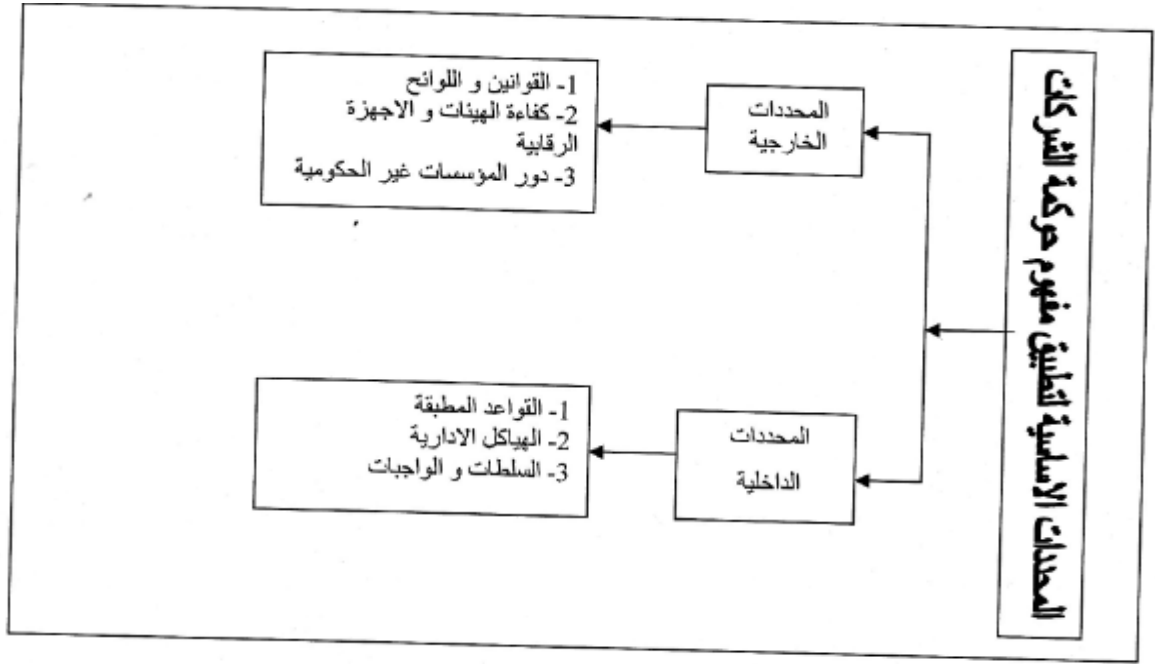 المحددات الاساسية لتطبيق مفهوم حوكمة الشركات
المحددات
الخارجية
1- القوانين و اللوائح
2- كفاءة الهيئات و الاجهزة
الرقابية
3- دور المؤسسات غير الحكومية
المحددات
الداخلية
1- القواعد المطبقة
2- الهياكل الادارية
3- السلطات و الواجبات